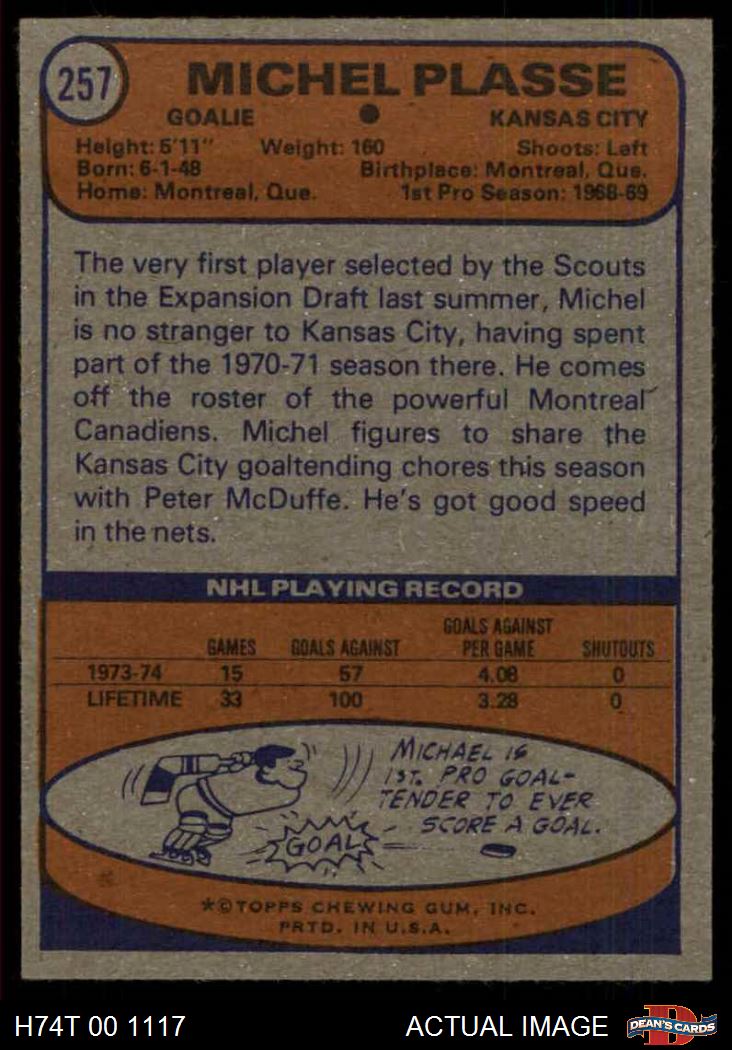 257
MICHEL PLASSE
GOALIE ● KANSAS CITY
Height: 5'11" Weight: 160 Shoots: Left
Born: 6-1-48 Birthplace: Montreal, Que.
Home: Montreal, Que. 1st Pro Season: 1968-69
The very first player selected by the Scouts
in the Expansion Draft last summer, Michel
is no stranger to Kansas City, having spent
part of the 1970-71 season there. He comes
off the roster of the powerful Montreal
Canadiens. Michel figures to share the
Kansas City goaltending chores this season
with Peter McDuffe. He's got good speed
in the nets.
NHL PLAYING RECORD
GAMES GOALS AGAINST GOALS AGAINST PER GAME SHUTOUTS
1973-74 15 57 4.08 0
LIFETIME 33 100 3.28 0
MICHAEL IS
1ST. PRO GOAL-
TENDER TO EVER
SCORE A GOAL.
GOAL
*©TOPPS CHEWING GUM, INC.
PRTD. IN U.S.A.
H74T 00 1117 ACTUAL IMAGE
D
DEAN'S CARDS